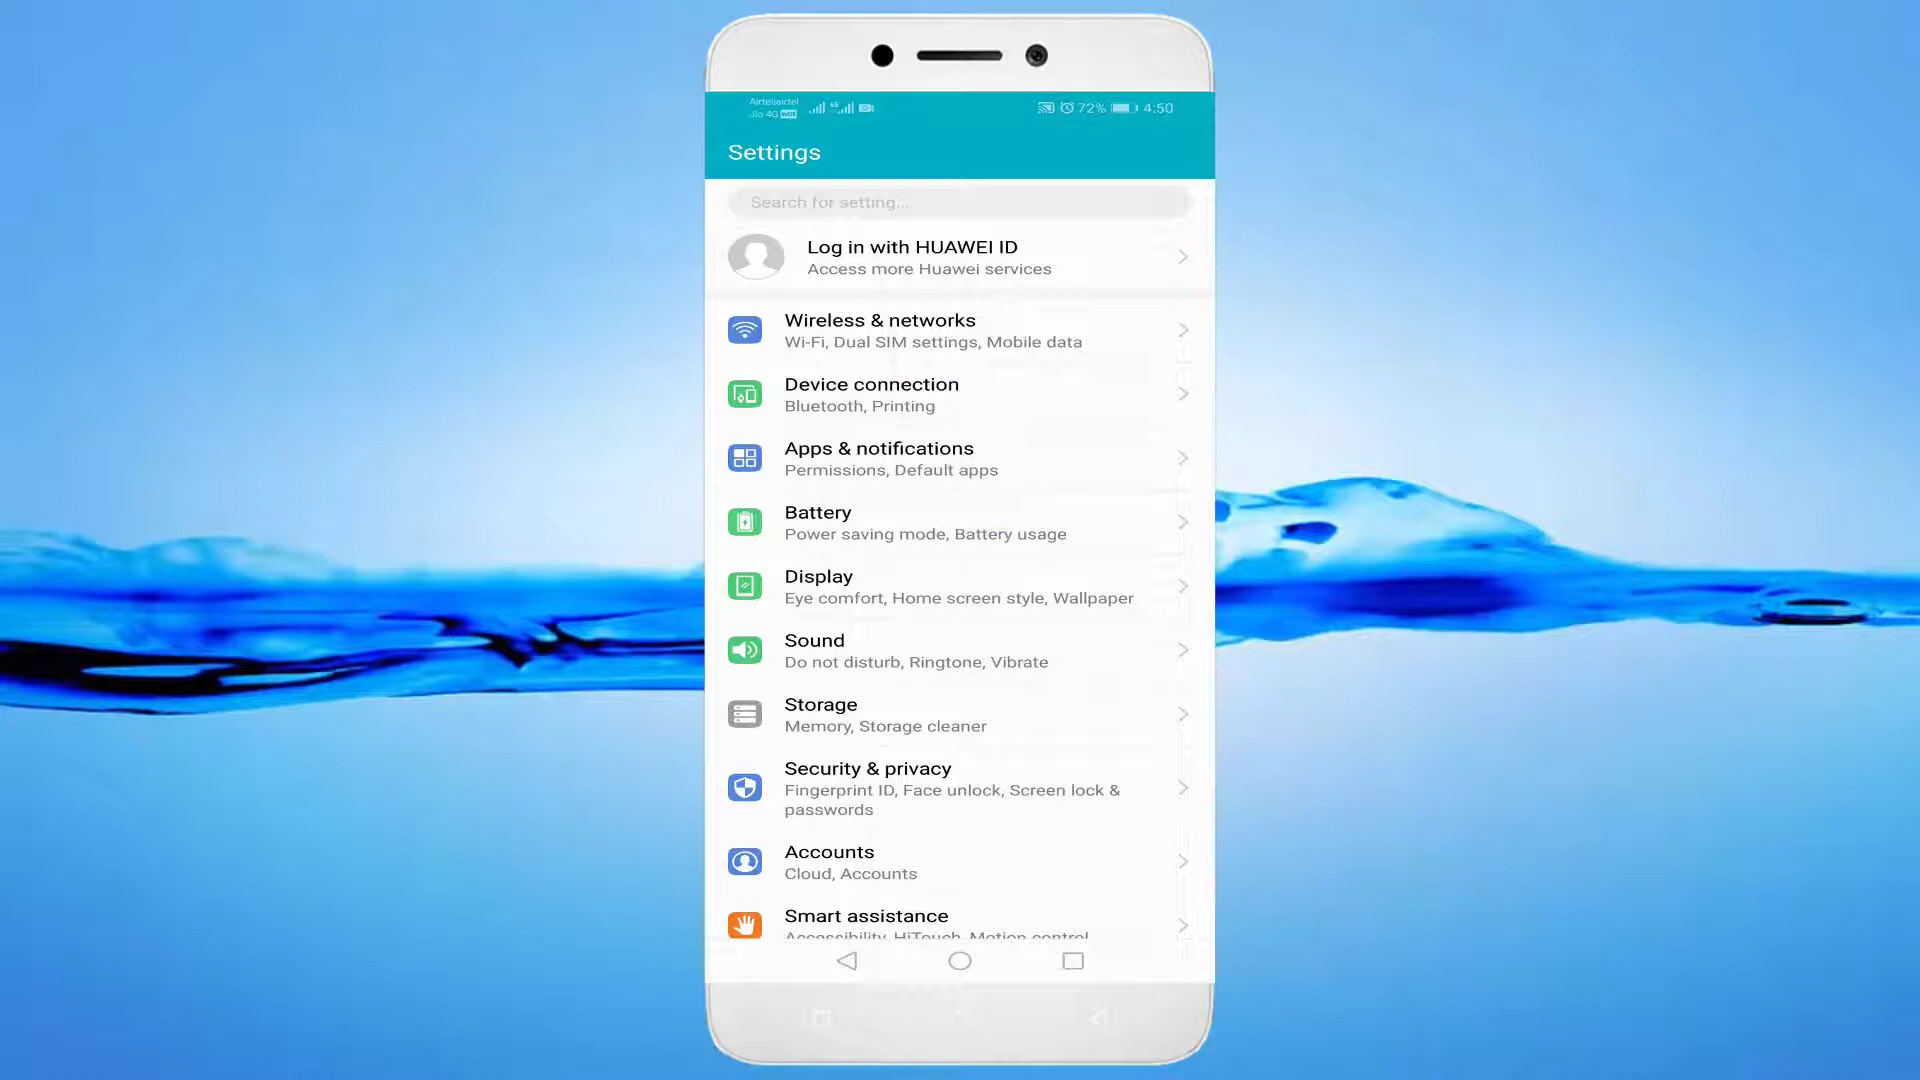 Airtel|airtel
Jio 4G
72% 4:50
Settings
Search for setting....
Log in with HUAWEI ID
Access more Huawei services
Wireless & networks
Wi-Fi, Dual SIM settings, Mobile data
Device connection
Bluetooth, Printing
Apps & notifications
Permissions, Default apps
Battery
Power saving mode, Battery usage
Display
Eye comfort, Home screen style, Wallpaper
Sound
Do not disturb, Ringtone, Vibrate
Storage
Memory, Storage cleaner
Security & privacy
Fingerprint ID, Face unlock, Screen lock &
passwords
Accounts
Cloud, Accounts
Smart assistance
Accessibility, HiTouch, Motion control